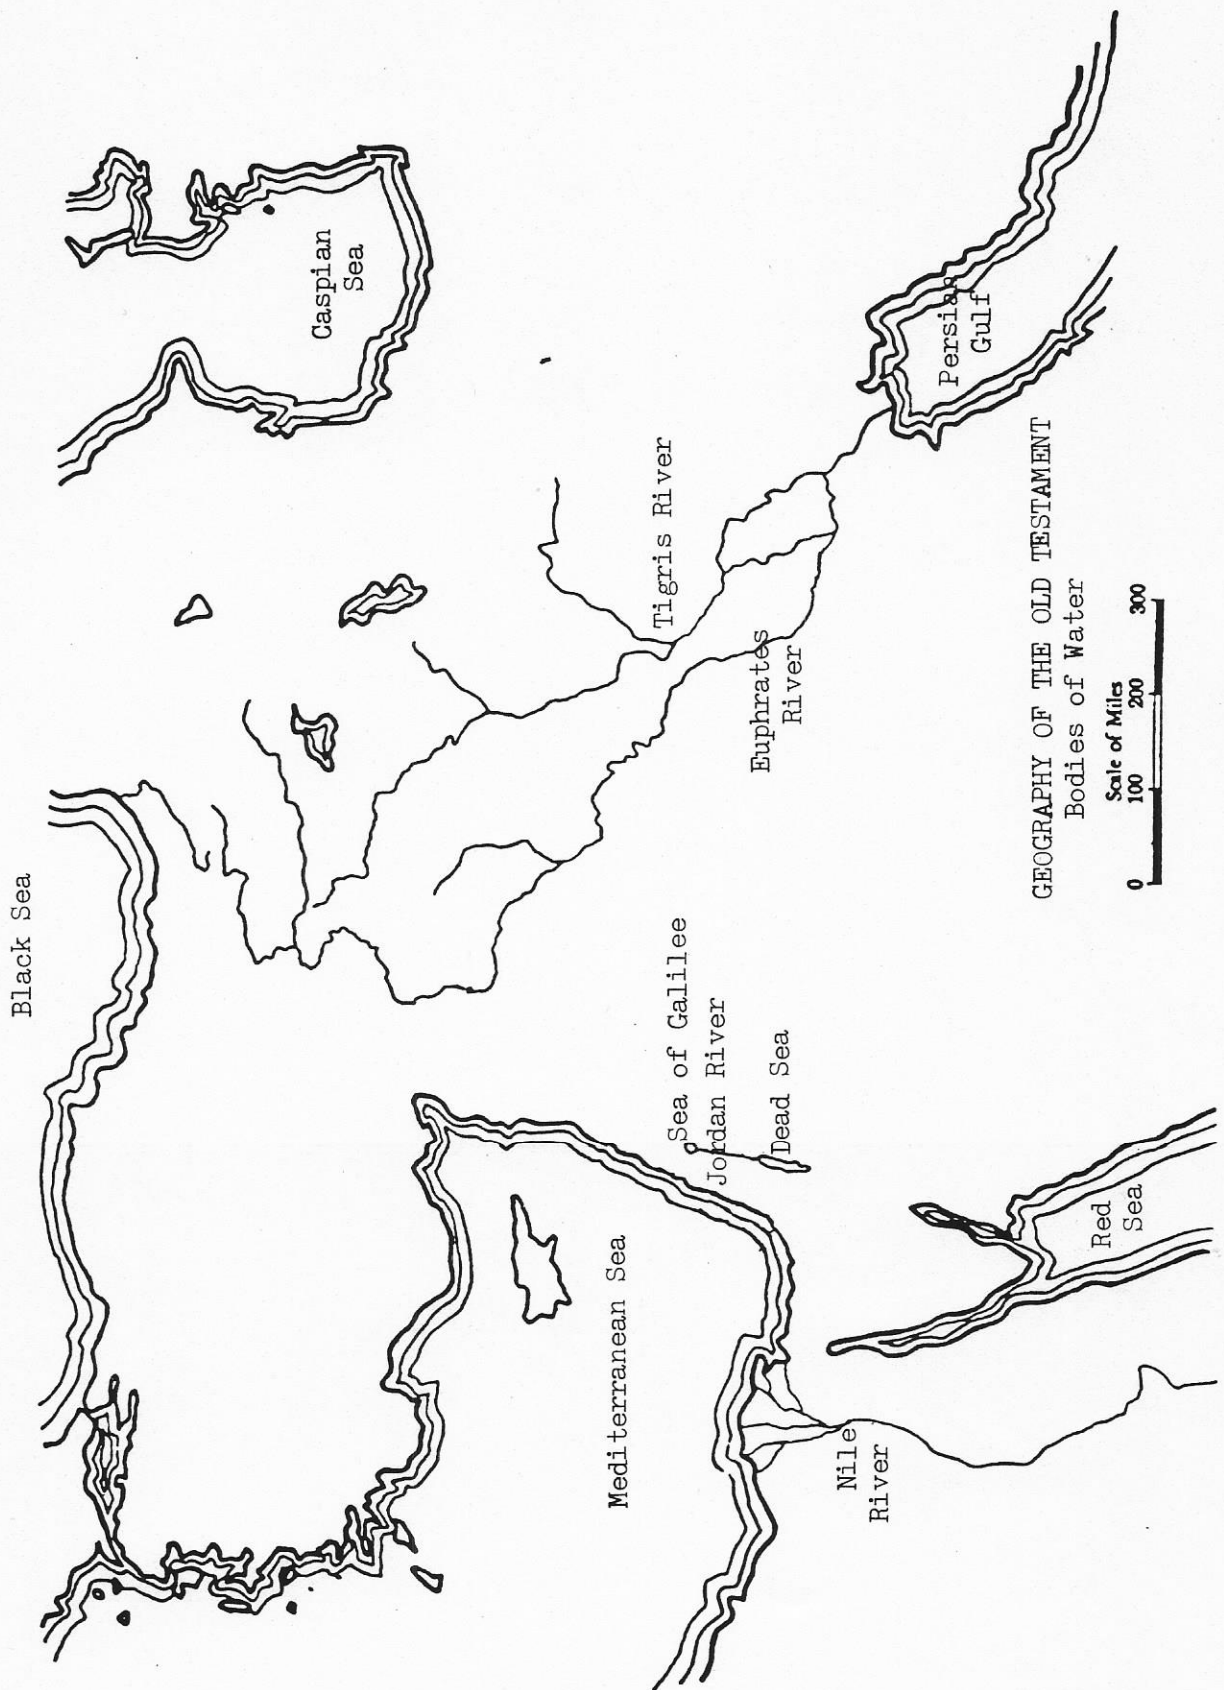 Black Sea
Caspian
Sea
Tigris River
Euphrates
River
Persian
Gulf
Sea of Galilee
Jordan River
Dead Sea
Mediterranean Sea
Nile
River
Red
Sea
GEOGRAPHY OF THE OLD TESTAMENT
Bodies of Water
Scale of Miles
0 100 200 300